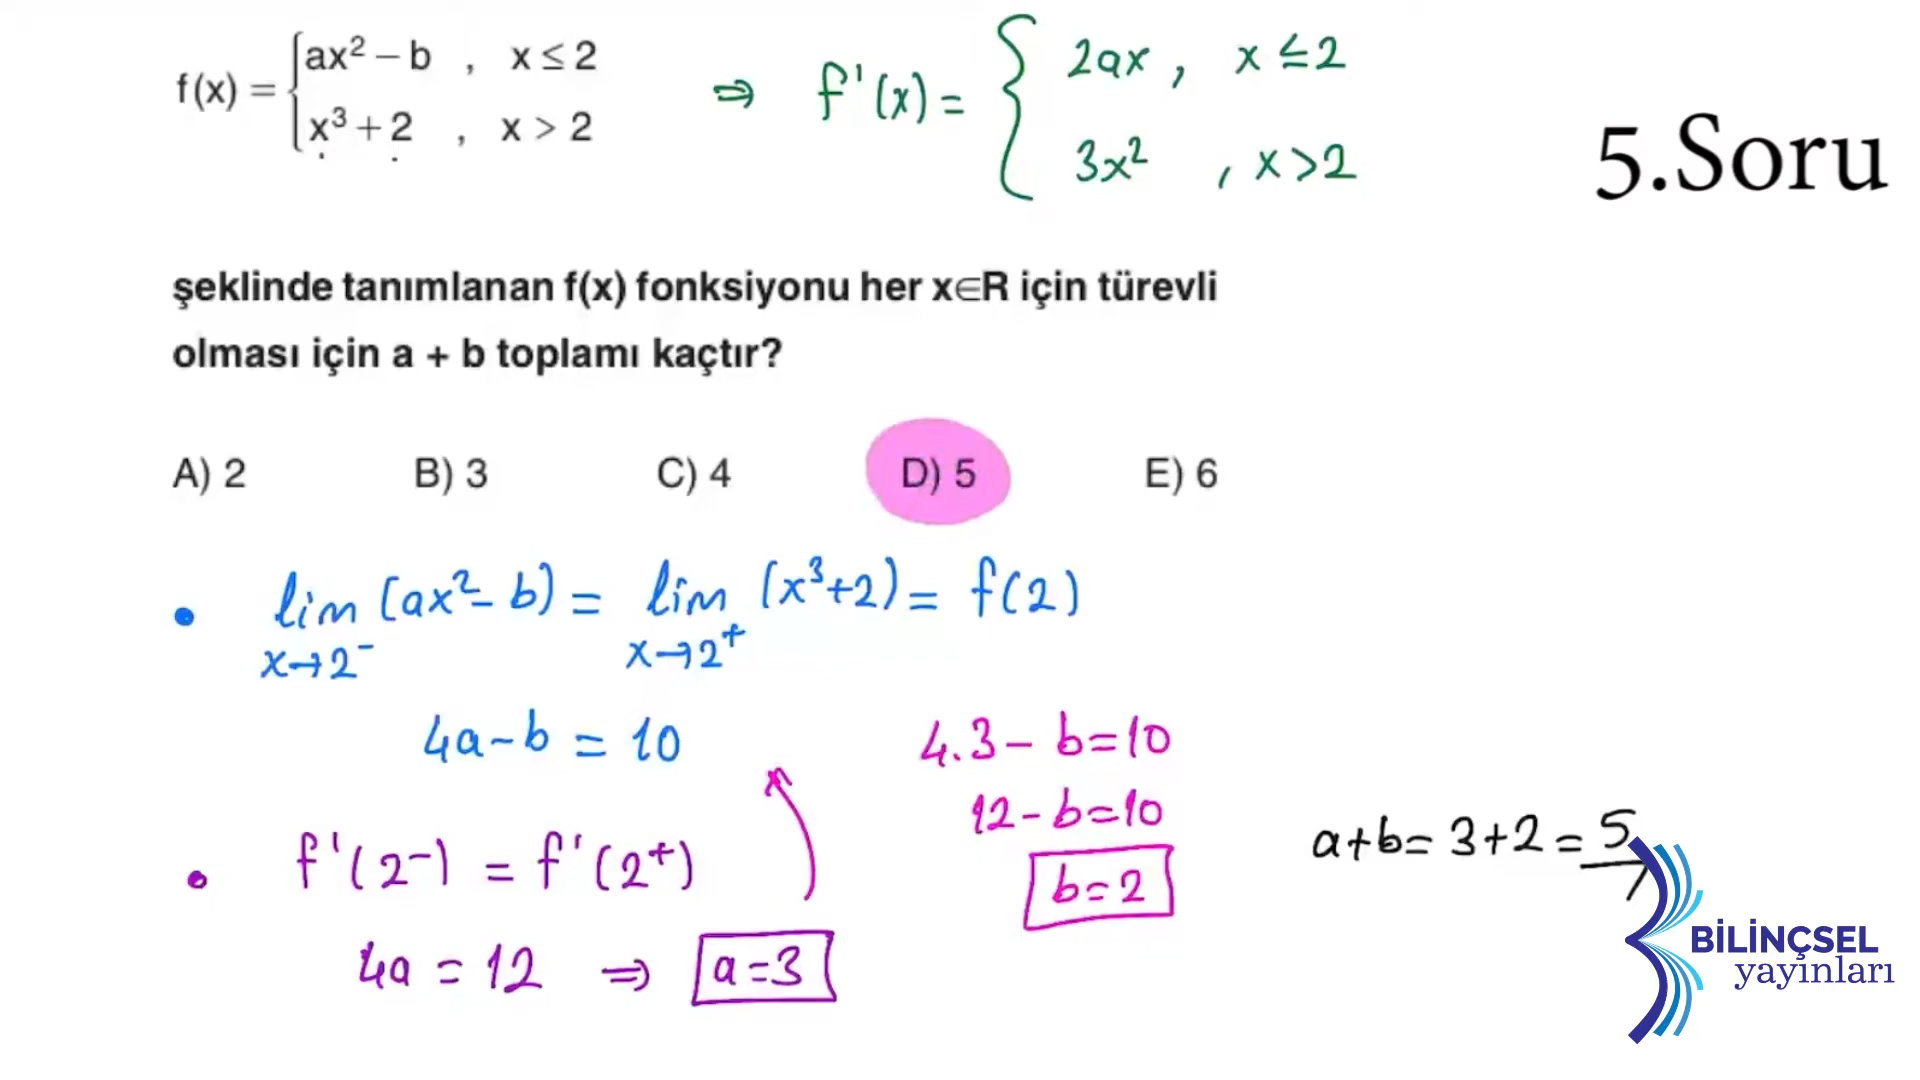 f(x) = { ax² – b , x ≤ 2
x³ + 2 , x > 2
⇒ f'(x) = { 2ax , x ≤ 2
3x² , x > 2
5.Soru
şeklinde tanımlanan f(x) fonksiyonu her x∈R için türevli
olması için a + b toplamı kaçtır?
A) 2 B) 3 C) 4 D) 5 E) 6
• lim (ax² - b) = lim (x³+2) = f(2)
x→2⁻ x→2⁺
4a - b = 10
• f'(2⁻) = f'(2⁺)
4a = 12 ⇒ a = 3
4.3 - b = 10
12 - b = 10
b = 2
a+b = 3+2 = 5
BİLİNÇSEL
yayınları